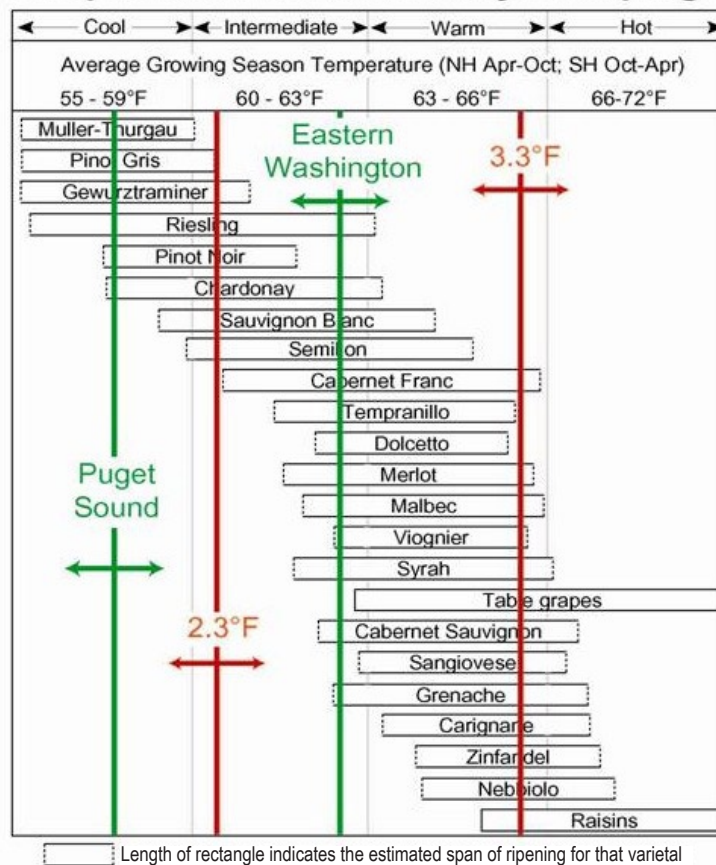 Cool Intermediate Warm Hot
Average Growing Season Temperature (NH Apr-Oct; SH Oct-Apr)
55 - 59°F 60 - 63°F 63 - 66°F 66-72°F
Muller-Thurgau
Eastern
Washington
3.3°F
Pinot Gris
Gewurztraminer
Riesling
Pinot Noir
Chardonay
Sauvignon Blanc
Semillon
Cabernet Franc
Tempranillo
Dolcetto
Puget
Sound
Merlot
Malbec
Viognier
Syrah
Table grapes
2.3°F
Cabernet Sauvignon
Sangiovese
Grenache
Carignane
Zinfandel
Nebbiolo
Raisins
Length of rectangle indicates the estimated span of ripening for that varietal